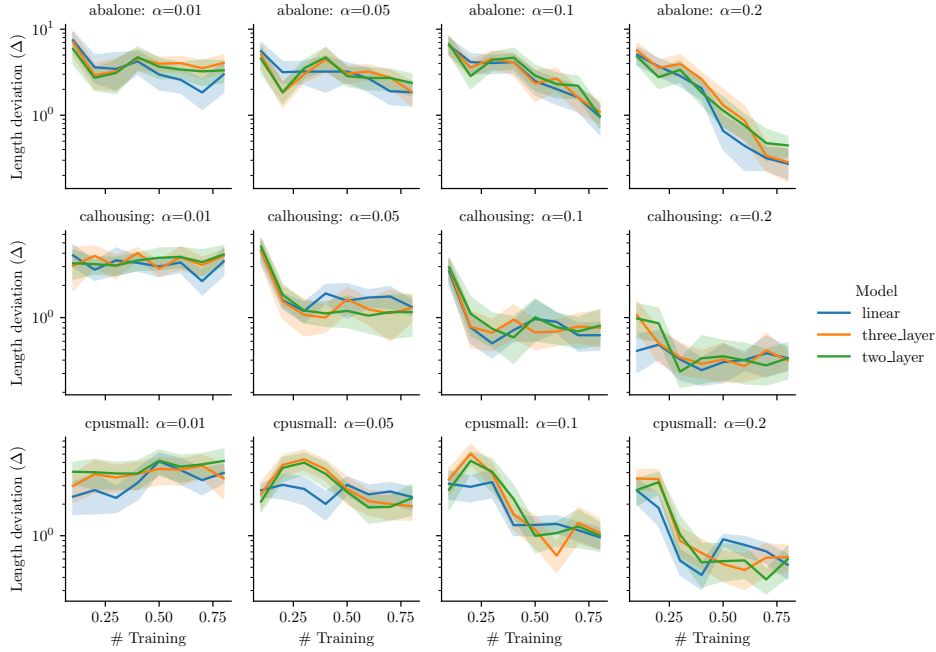 abalone: α=0.01
abalone: α=0.05
abalone: α=0.1
abalone: α=0.2
Length deviation (Δ)
10¹
10⁰
calhousing: α=0.01
calhousing: α=0.05
calhousing: α=0.1
calhousing: α=0.2
Length deviation (Δ)
10⁰
Model
linear
three_layer
two_layer
cpusmall: α=0.01
cpusmall: α=0.05
cpusmall: α=0.1
cpusmall: α=0.2
Length deviation (Δ)
10⁰
0.25 0.50 0.75
0.25 0.50 0.75
0.25 0.50 0.75
0.25 0.50 0.75
# Training
# Training
# Training
# Training